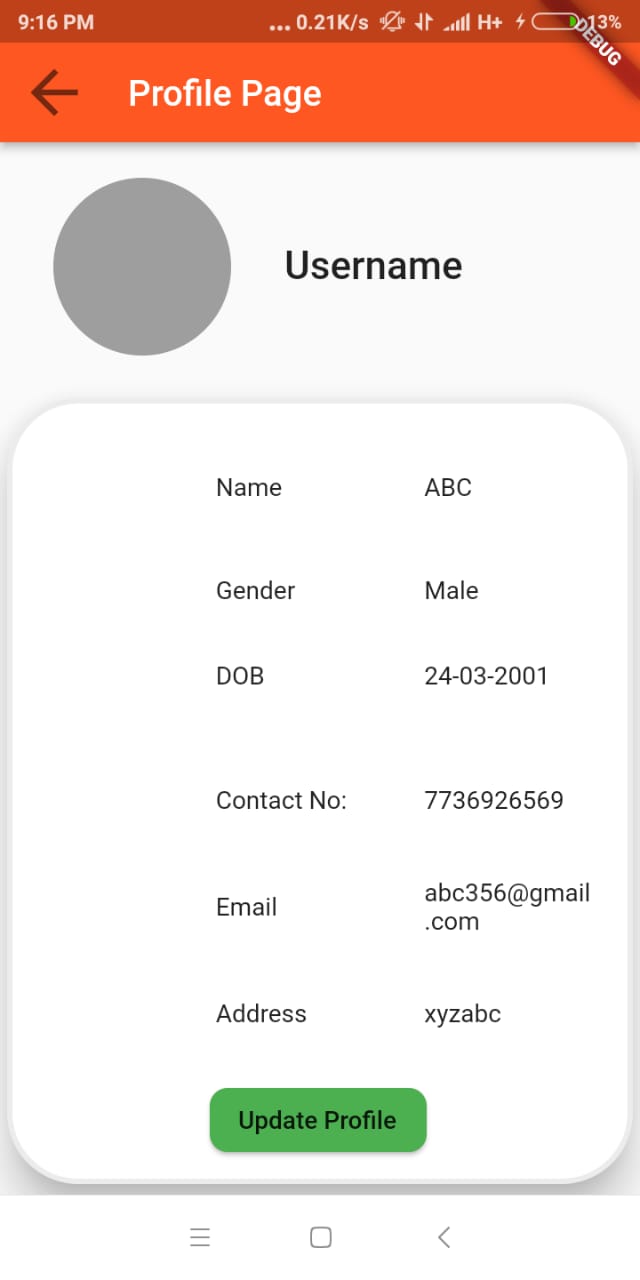 9:16 PM ... 0.21K/s H+ 13%
DEBUG
Profile Page
Username
Name ABC
Gender Male
DOB 24-03-2001
Contact No: 7736926569
Email abc356@gmail
.com
Address xyzabc
Update Profile